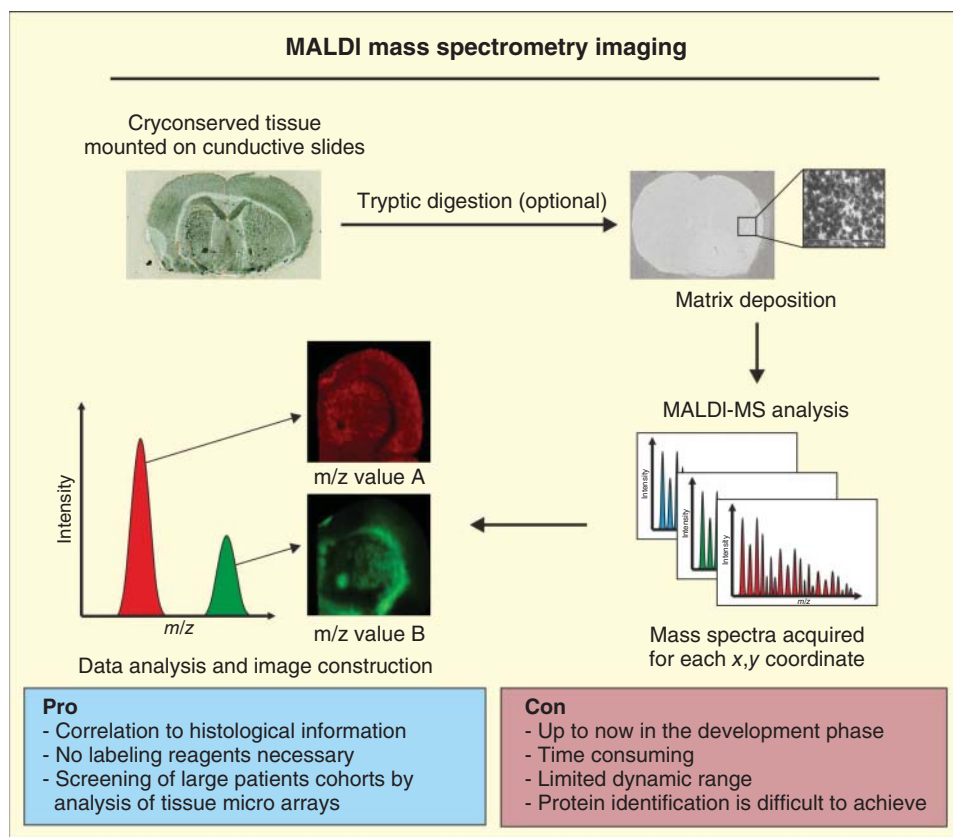 MALDI mass spectrometry imaging
Cryconserved tissue
mounted on cunductive slides
Tryptic digestion (optional)
Matrix deposition
MALDI-MS analysis
Intensity
Intensity
Intensity
m/z
Mass spectra acquired
for each x,y coordinate
Intensity
m/z
m/z value A
m/z value B
Data analysis and image construction
Pro
- Correlation to histological information
- No labeling reagents necessary
- Screening of large patients cohorts by
analysis of tissue micro arrays
Con
- Up to now in the development phase
- Time consuming
- Limited dynamic range
- Protein identification is difficult to achieve